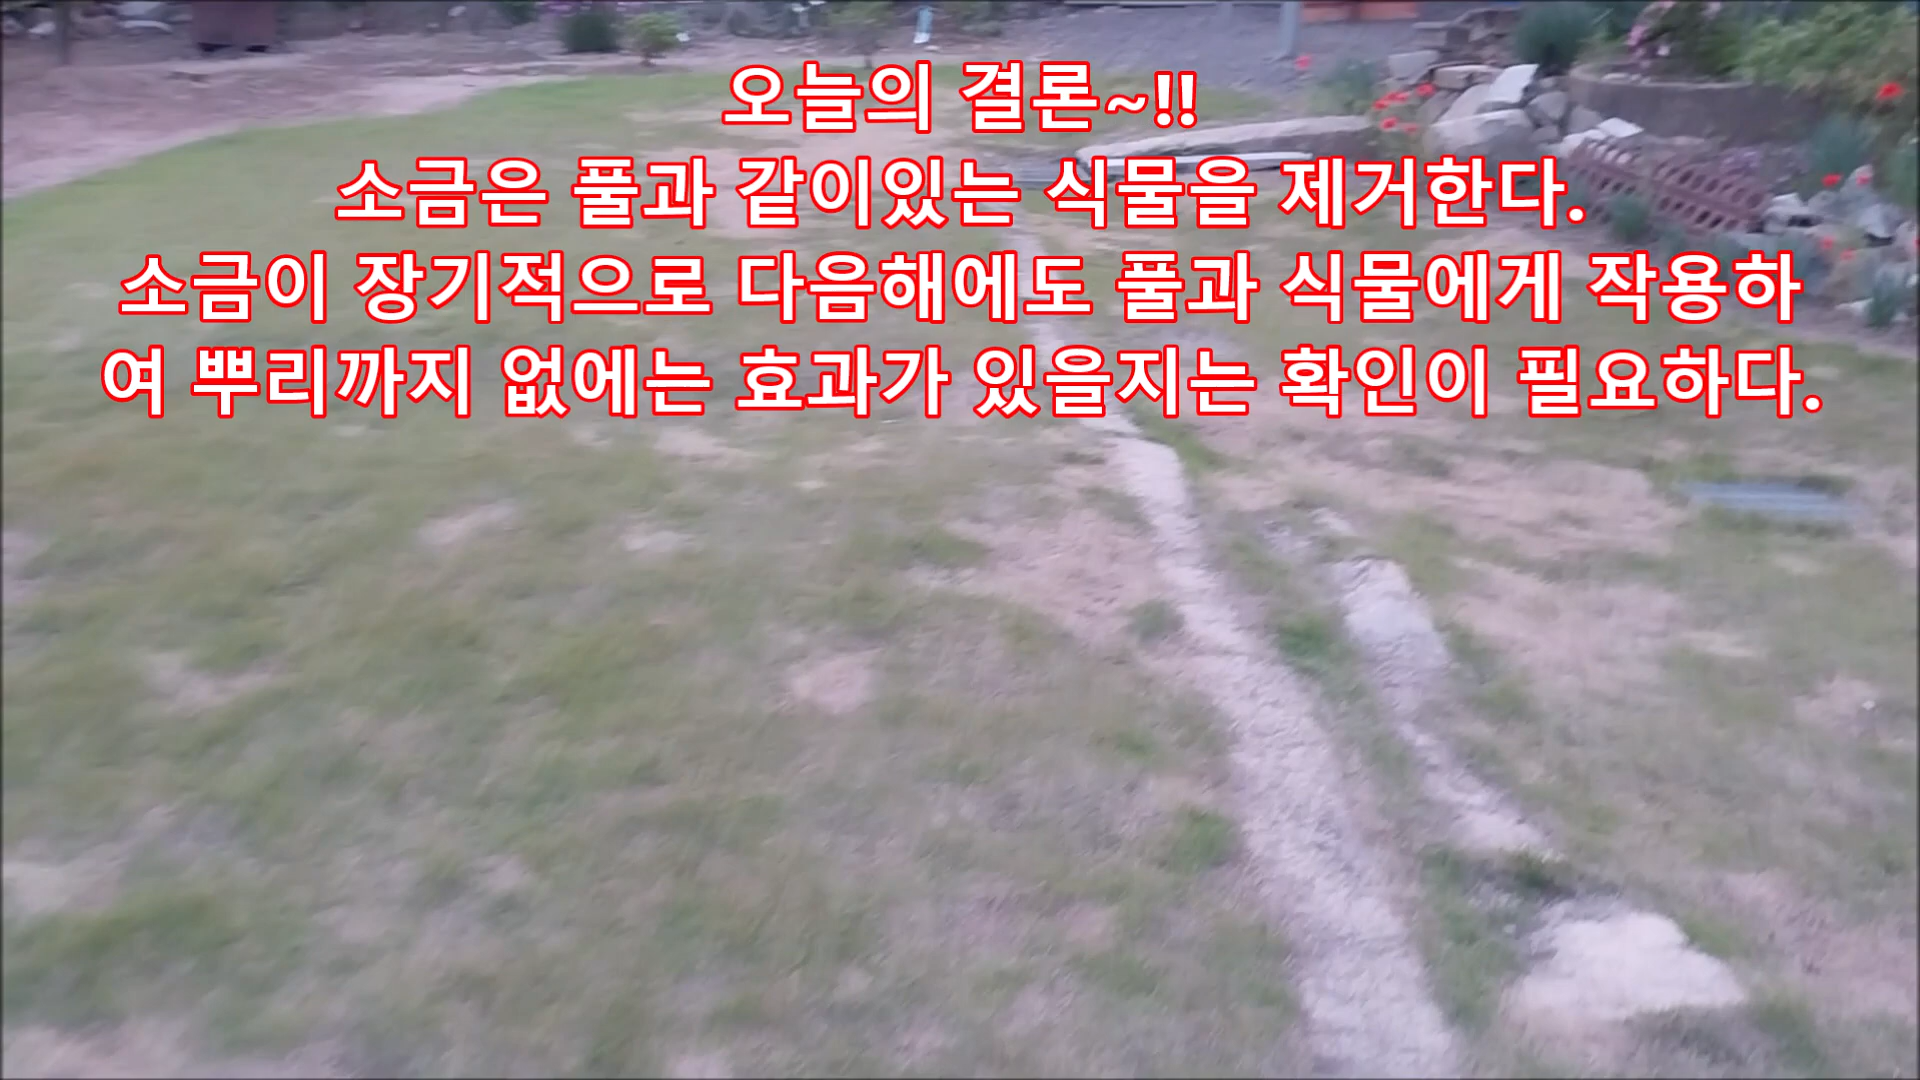 오늘의 결론~!!
소금은 풀과 같이있는 식물을 제거한다.
소금이 장기적으로 다음해에도 풀과 식물에게 작용하
여 뿌리까지 없에는 효과가 있을지는 확인이 필요하다.